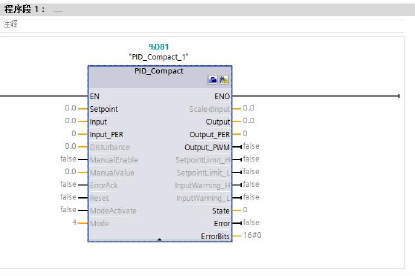 程序段 1：
注释
%DB1
"PID_Compact_1"
PID_Compact
EN ENO
0.0 Setpoint ScaledInput 0.0
0.0 Input Output 0.0
0 Input_PER Output_PER 0
0.0 Disturbance Output_PWM false
false ManualEnable SetpointLimit_H false
0.0 ManualValue SetpointLimit_L false
false ErrorAck InputWarning_H false
false Reset InputWarning_L false
false ModeActivate State 0
4 Mode Error false
ErrorBits 16#0